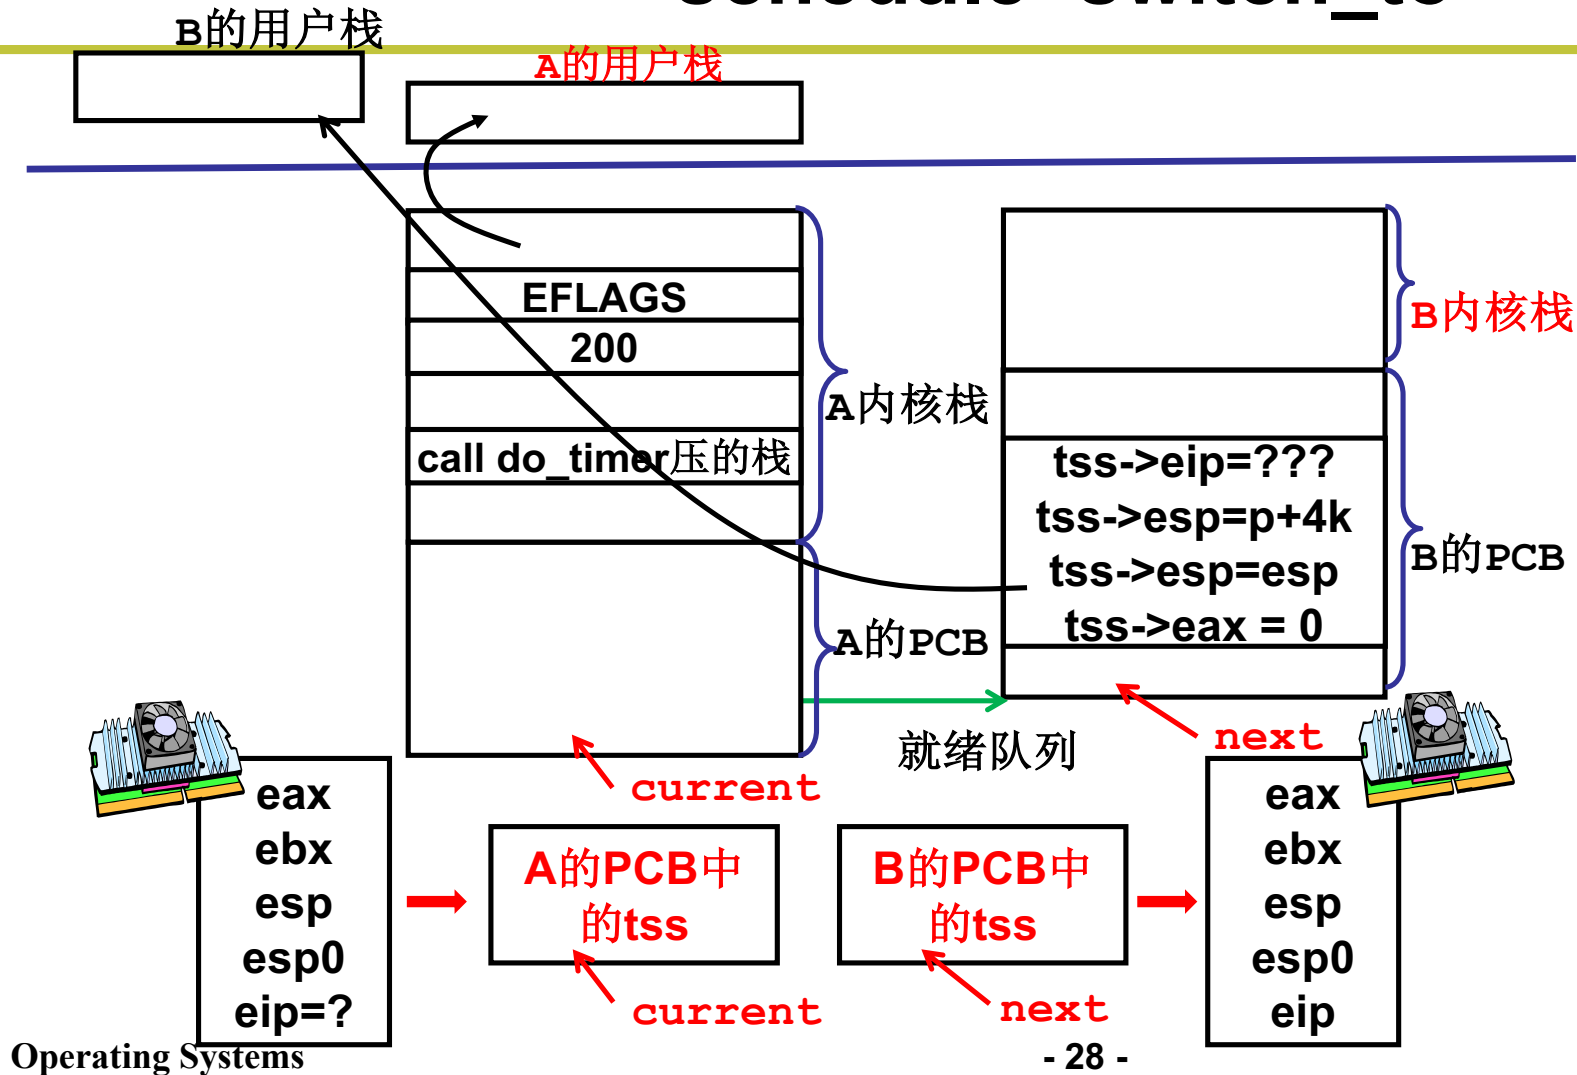 schedule switch_to
B的用户栈
A的用户栈
EFLAGS
200
call do_timer压的栈
A内核栈
A的PCB
B内核栈
tss->eip=???
tss->esp=p+4k
tss->esp=esp
tss->eax = 0
B的PCB
就绪队列
current
next
eax
ebx
esp
esp0
eip=?
A的PCB中
的tss
current
B的PCB中
的tss
next
eax
ebx
esp
esp0
eip
Operating Systems
- 28 -